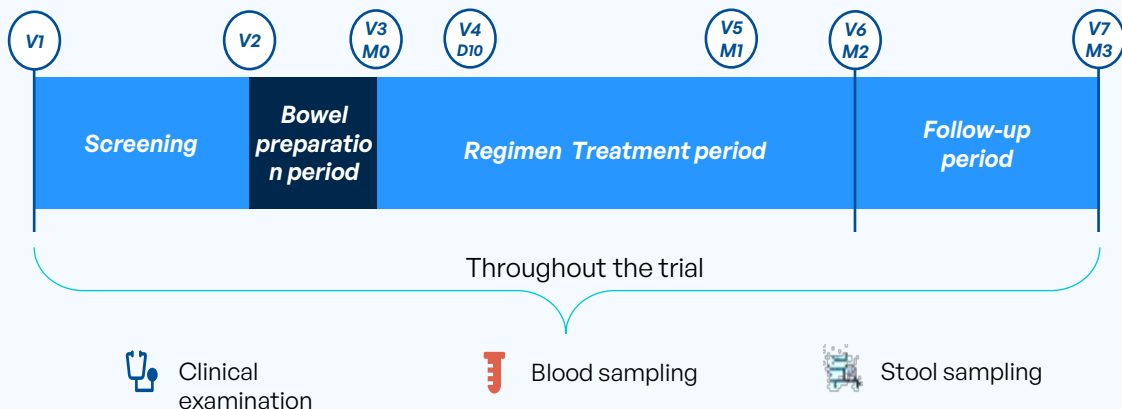 V1
V2
V3
M0
V4
D10
V5
M1
V6
M2
V7
M3
Screening
Bowel
preparatio
n period
Regimen Treatment period
Follow-up
period
Throughout the trial
Clinical
examination
Blood sampling
Stool sampling